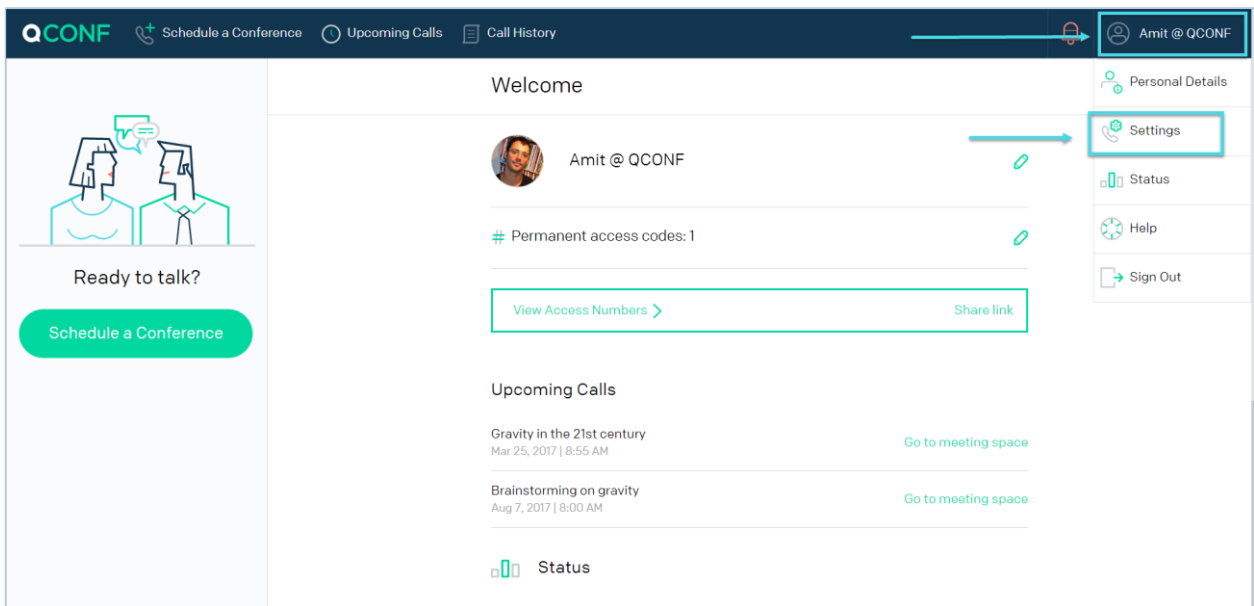 QCONF Schedule a Conference Upcoming Calls Call History Amit @ QCONF
Personal Details
Settings
Status
Help
Sign Out
Ready to talk?
Schedule a Conference
Welcome
Amit @ QCONF
# Permanent access codes: 1
View Access Numbers > Share link
Upcoming Calls
Gravity in the 21st century
Mar 25, 2017 | 8:55 AM
Go to meeting space
Brainstorming on gravity
Aug 7, 2017 | 8:00 AM
Go to meeting space
Status